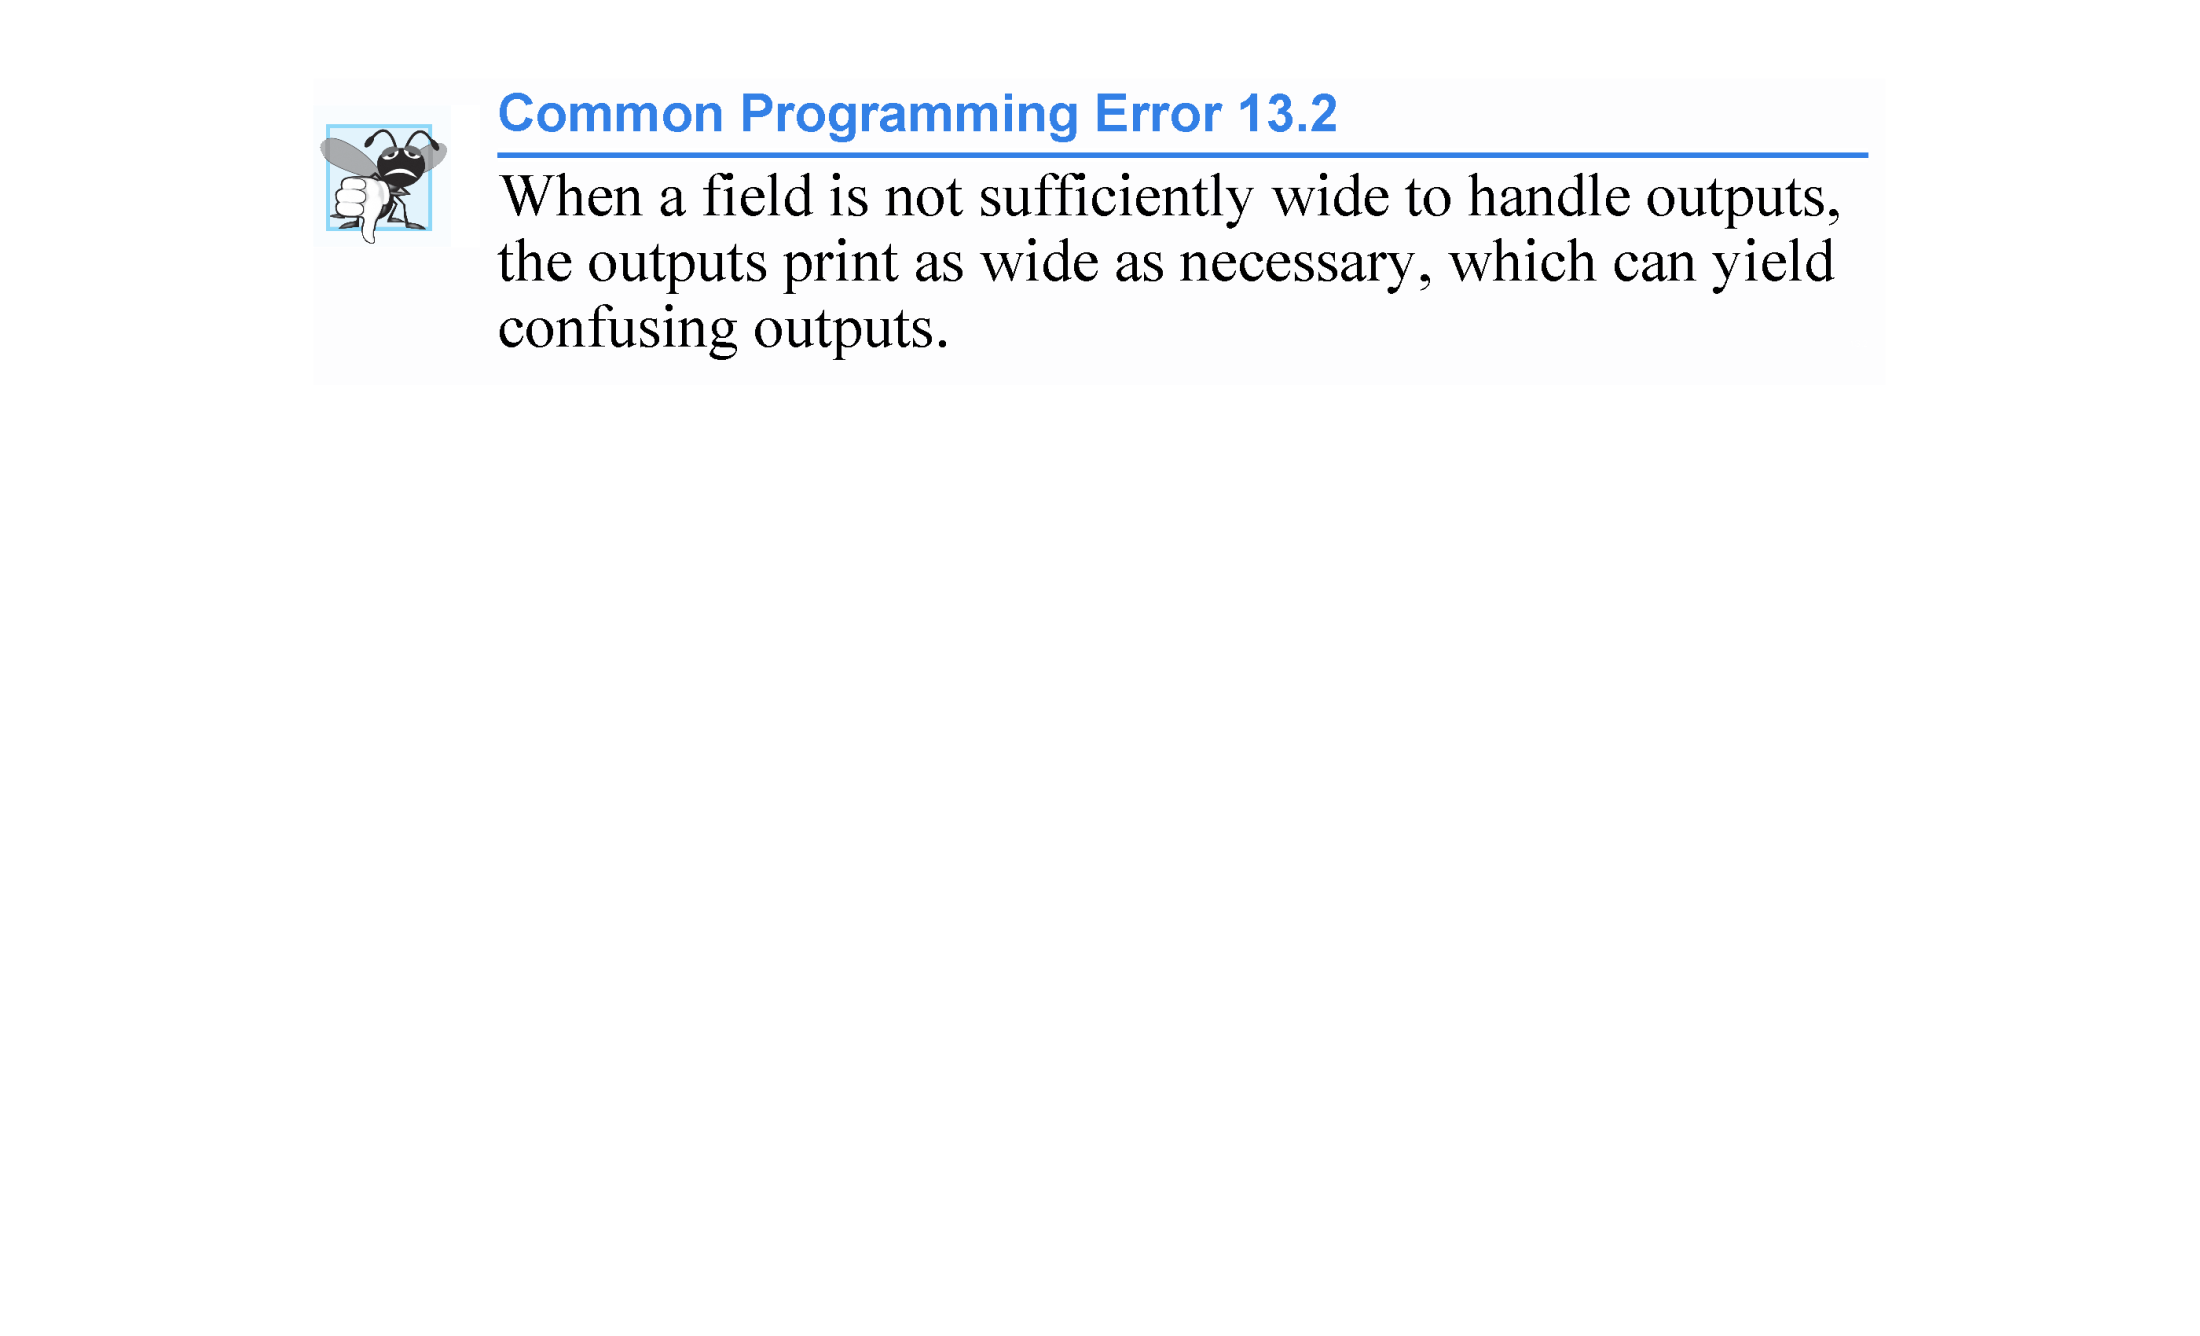 Common Programming Error 13.2
When a field is not sufficiently wide to handle outputs,
the outputs print as wide as necessary, which can yield
confusing outputs.